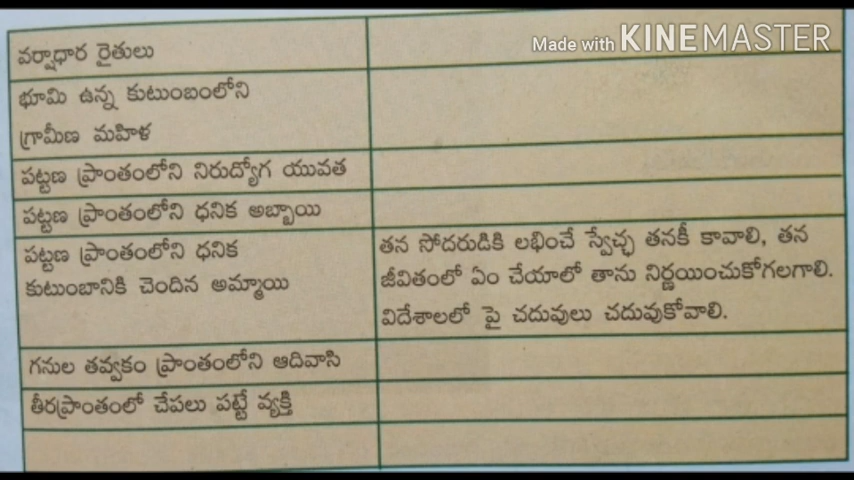 Made with KINEMASTER
వర్షాధార రైతులు
భూమి ఉన్న కుటుంబంలోని
గ్రామీణ మహిళ
పట్టణ ప్రాంతంలోని నిరుద్యోగ యువత
పట్టణ ప్రాంతంలోని ధనిక అబ్బాయి
పట్టణ ప్రాంతంలోని ధనిక
కుటుంబానికి చెందిన అమ్మాయి
తన సోదరుడికి లభించే స్వేచ్ఛ తనకీ కావాలి, తన
జీవితంలో ఏం చేయాలో తాను నిర్ణయించుకోగలగాలి.
విదేశాలలో పై చదువులు చదువుకోవాలి.
గనుల తవ్వకం ప్రాంతంలోని ఆదివాసి
తీరప్రాంతంలో చేపలు పట్టే వ్యక్తి